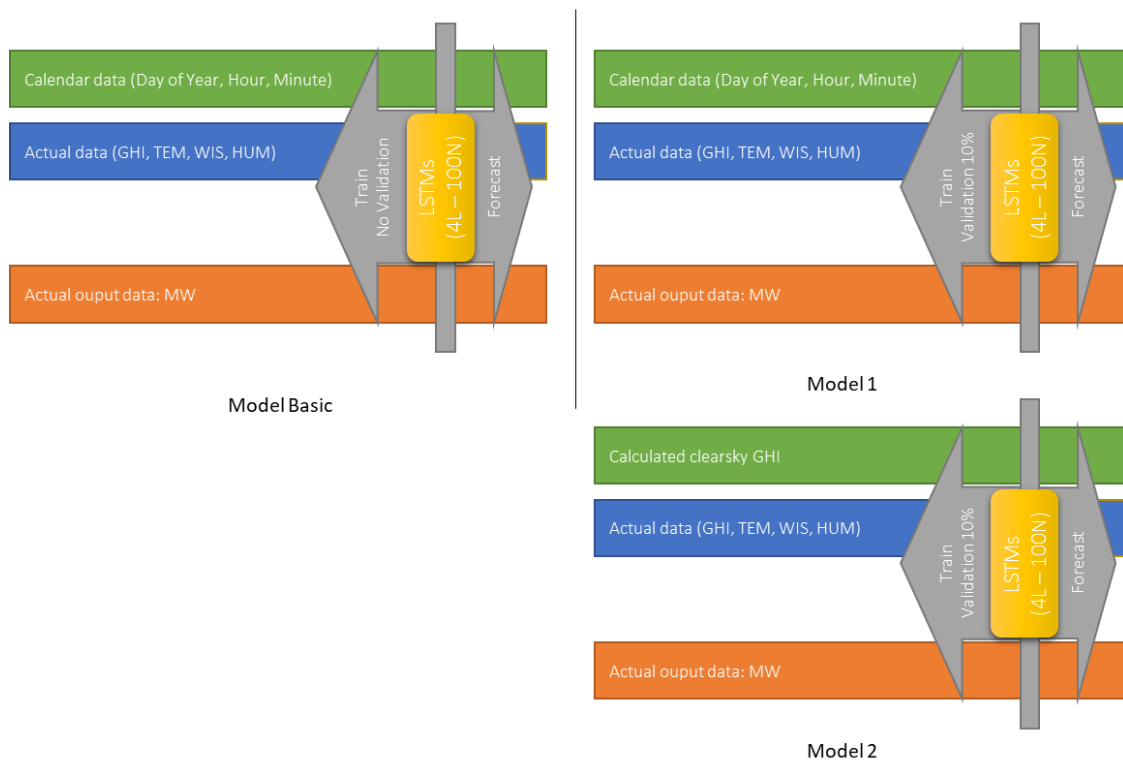 Calendar data (Day of Year, Hour, Minute)
Actual data (GHI, TEM, WIS, HUM)
Train
No Validation
LSTMs
(4L – 100N)
Forecast
Actual ouput data: MW
Model Basic
Calendar data (Day of Year, Hour, Minute)
Actual data (GHI, TEM, WIS, HUM)
Train
Validation 10%
LSTMs
(4L – 100N)
Forecast
Actual ouput data: MW
Model 1
Calculated clearsky GHI
Actual data (GHI, TEM, WIS, HUM)
Train
Validation 10%
LSTMs
(4L – 100N)
Forecast
Actual ouput data: MW
Model 2